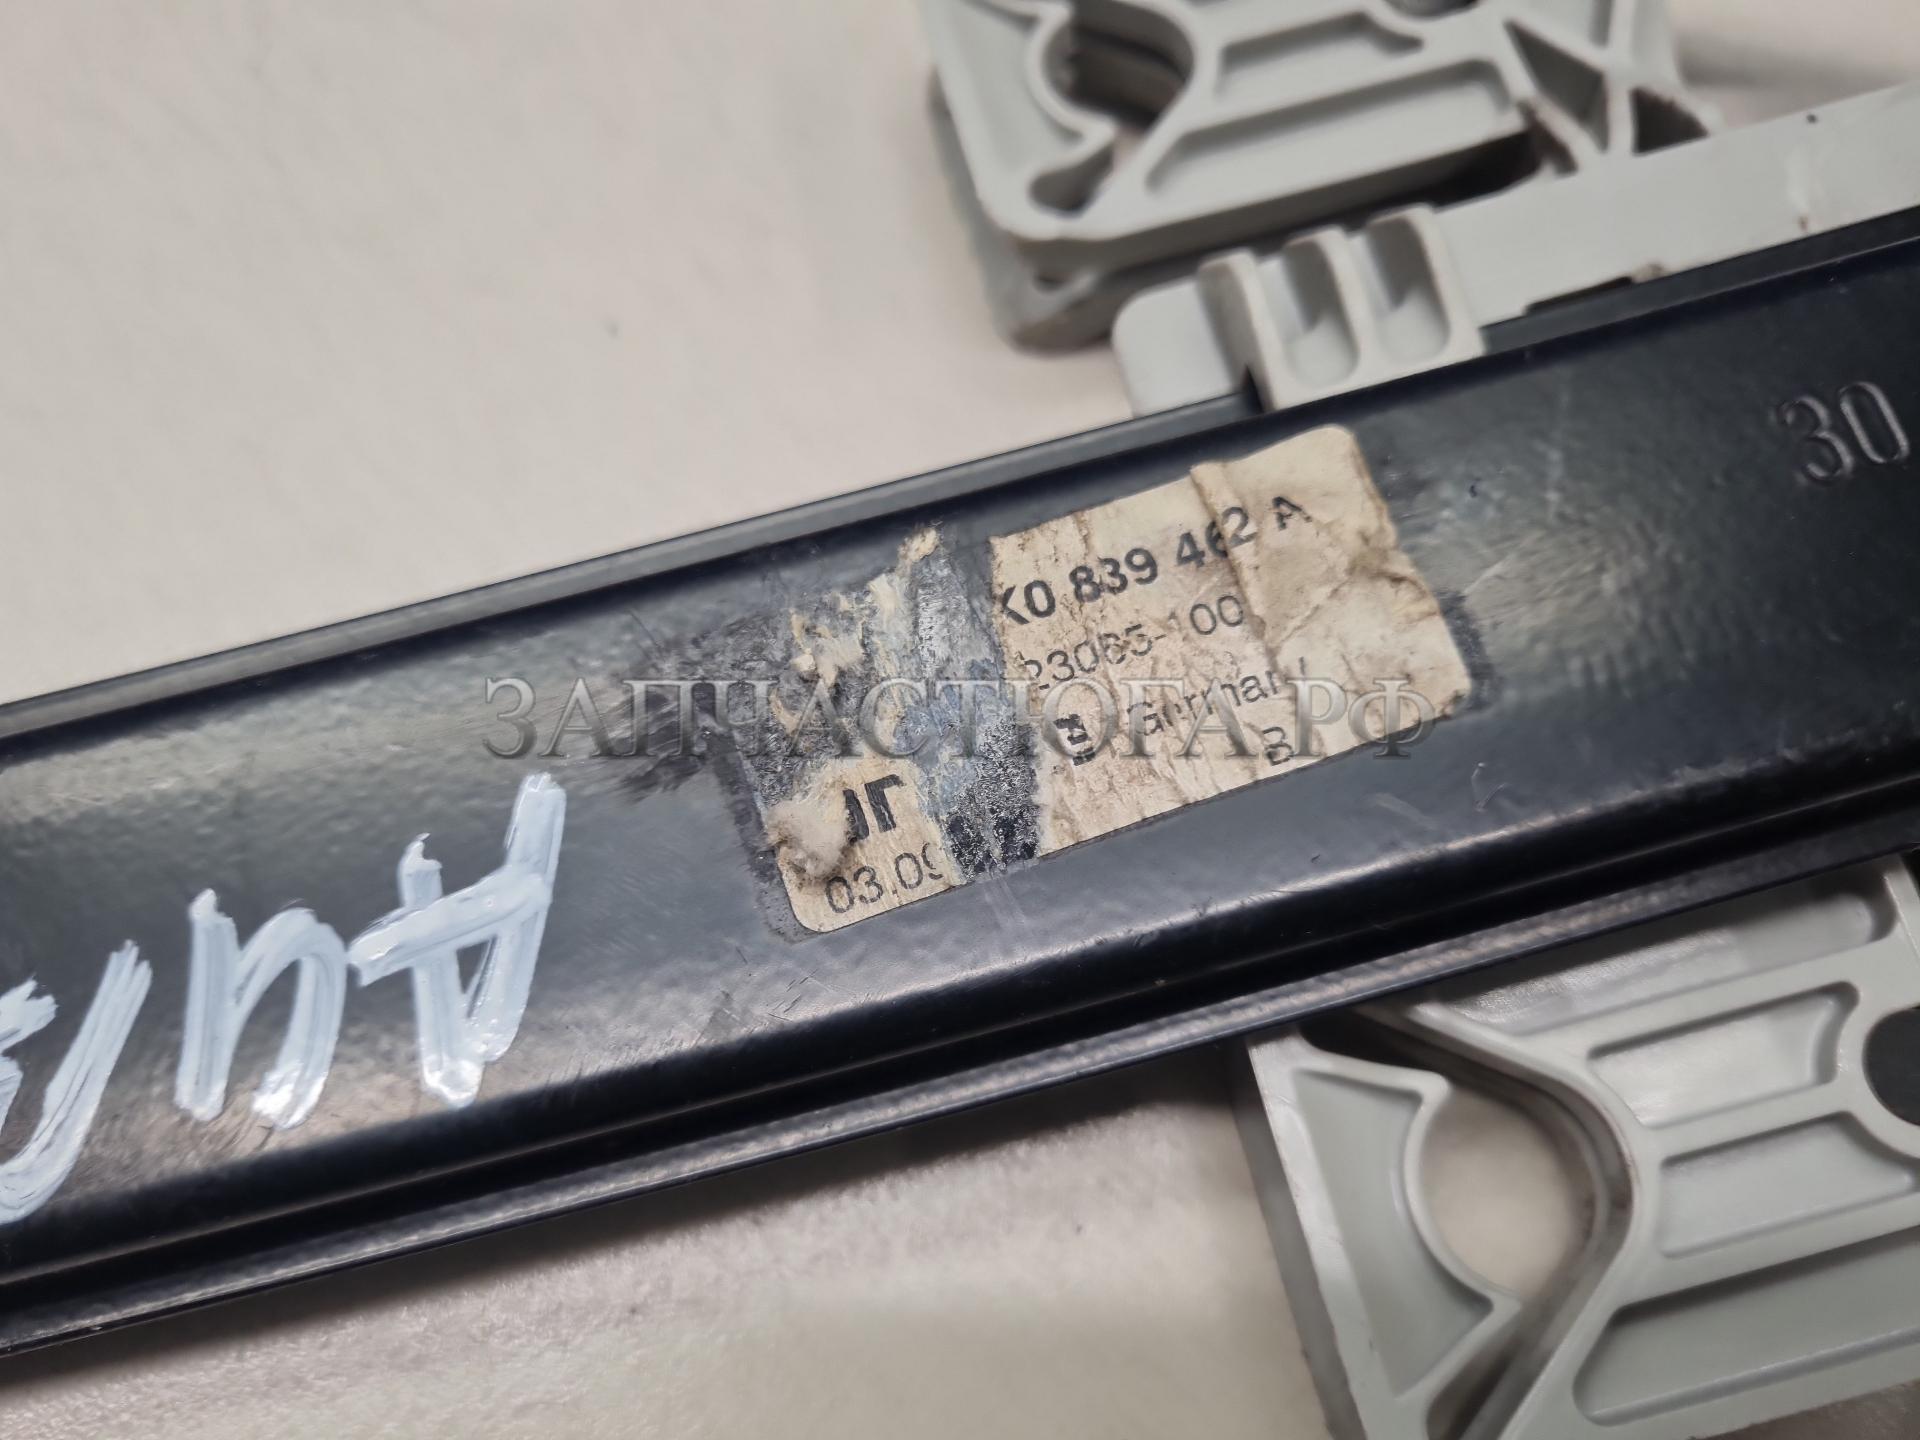 30
K0 839 462 A
23065-100
Germany
B
03.09
ЗАПЧАСТЮГА.РФ